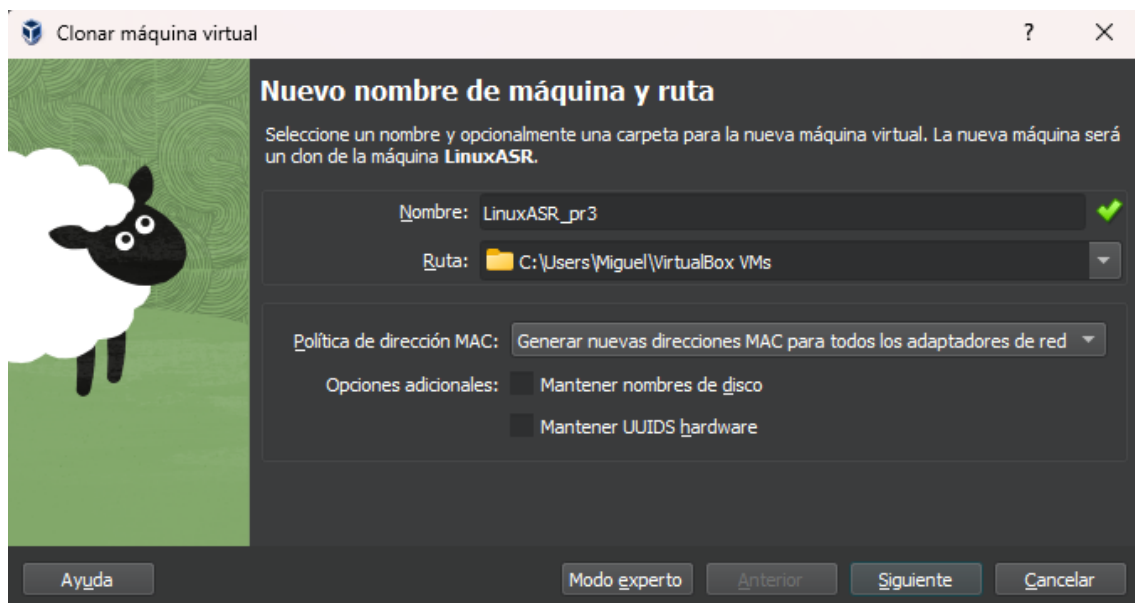 Clonar máquina virtual
?
Nuevo nombre de máquina y ruta
Seleccione un nombre y opcionalmente una carpeta para la nueva máquina virtual. La nueva máquina será
un clon de la máquina LinuxASR.
Nombre: LinuxASR_pr3
Ruta: C:\Users\Miguel\VirtualBox VMs
Política de dirección MAC: Generar nuevas direcciones MAC para todos los adaptadores de red
Opciones adicionales: Mantener nombres de disco
Mantener UUIDS hardware
Ayuda Modo experto Anterior Siguiente Cancelar